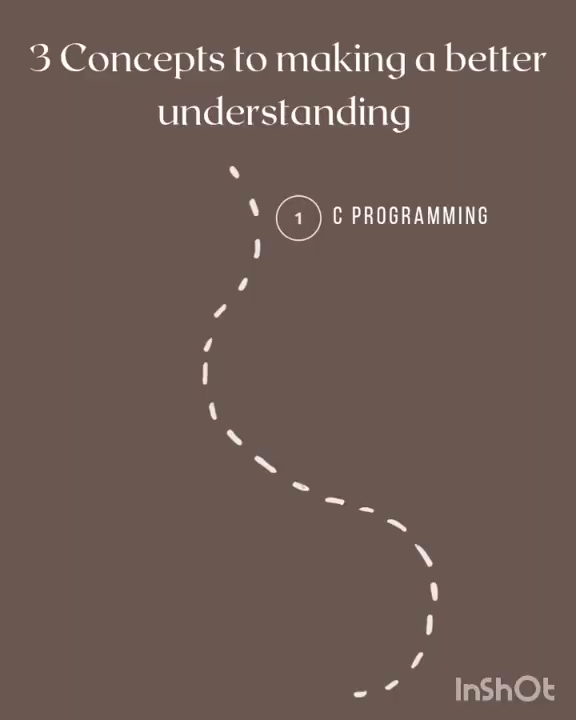 3 Concepts to making a better
understanding
1 C PROGRAMMING
InShOt